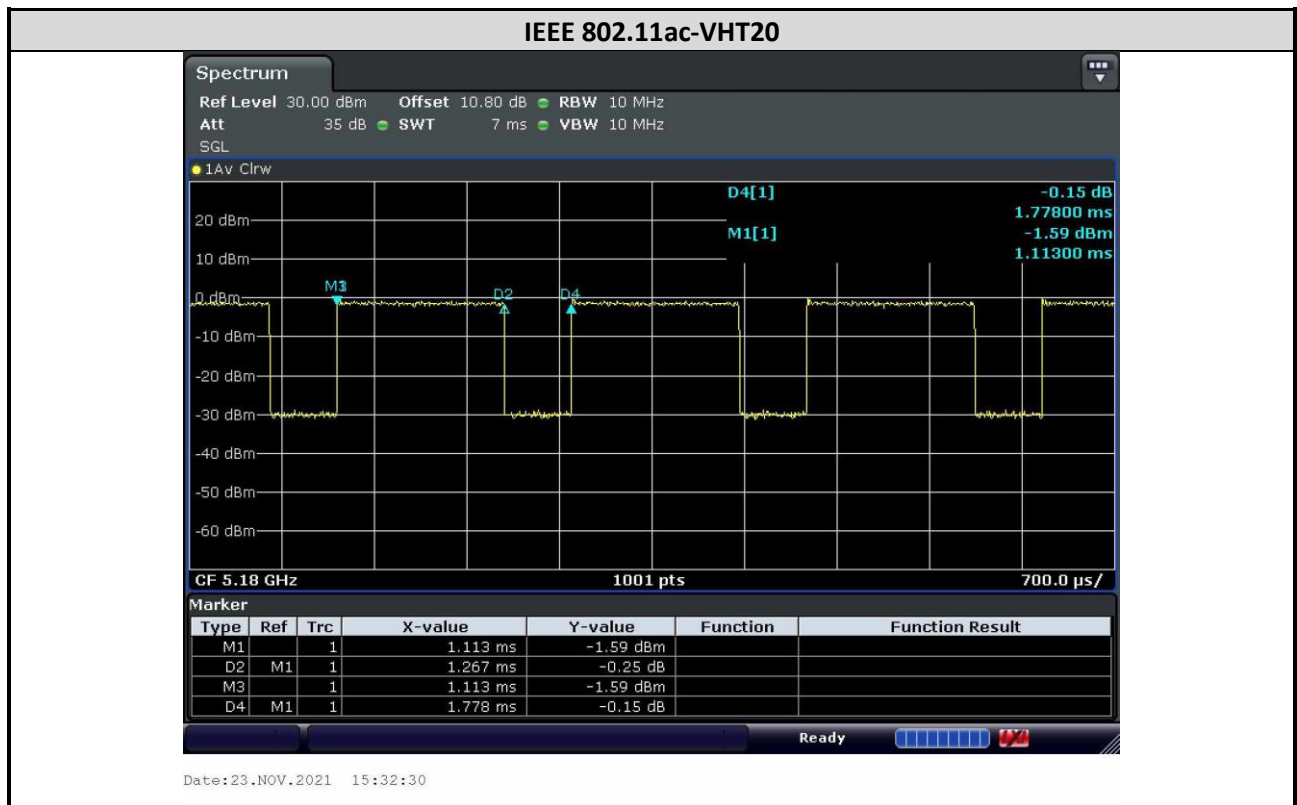 IEEE 802.11ac-VHT20
Spectrum
Ref Level 30.00 dBm Offset 10.80 dB RBW 10 MHz
Att 35 dB SWT 7 ms VBW 10 MHz
SGL
1Av Clrw
D4[1] -0.15 dB
1.77800 ms
20 dBm
M1[1] -1.59 dBm
1.11300 ms
10 dBm
M3
D2
D4
0 dBm
-10 dBm
-20 dBm
-30 dBm
-40 dBm
-50 dBm
-60 dBm
CF 5.18 GHz 1001 pts 700.0 µs/
Marker
Type Ref Trc X-value Y-value Function Function Result
M1 1 1.113 ms -1.59 dBm
D2 M1 1 1.267 ms -0.25 dB
M3 1 1.113 ms -1.59 dBm
D4 M1 1 1.778 ms -0.15 dB
Ready
Date:23.NOV.2021 15:32:30